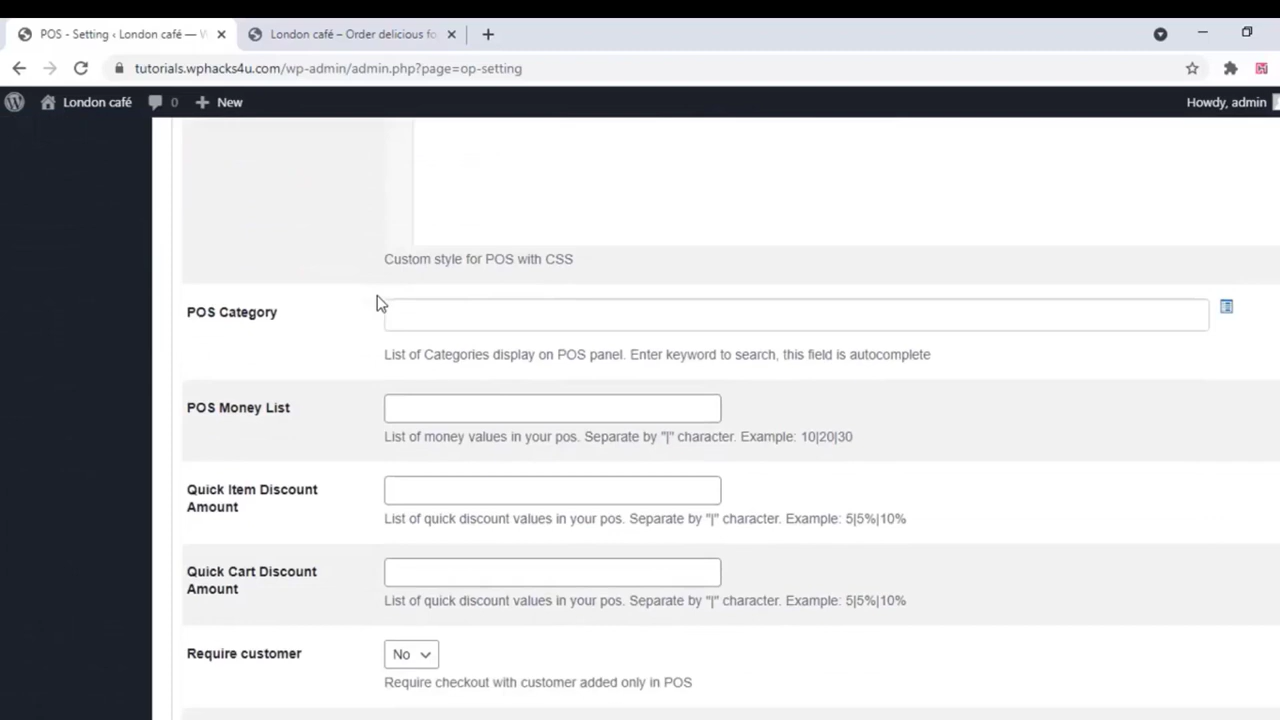 POS - Setting ‹ London café — W
London café – Order delicious fo
tutorials.wphacks4u.com/wp-admin/admin.php?page=op-setting
London café
0
New
Howdy, admin
Custom style for POS with CSS
POS Category
List of Categories display on POS panel. Enter keyword to search, this field is autocomplete
POS Money List
List of money values in your pos. Separate by "|" character. Example: 10|20|30
Quick Item Discount
Amount
List of quick discount values in your pos. Separate by "|" character. Example: 5|5%|10%
Quick Cart Discount
Amount
List of quick discount values in your pos. Separate by "|" character. Example: 5|5%|10%
Require customer
No
Require checkout with customer added only in POS